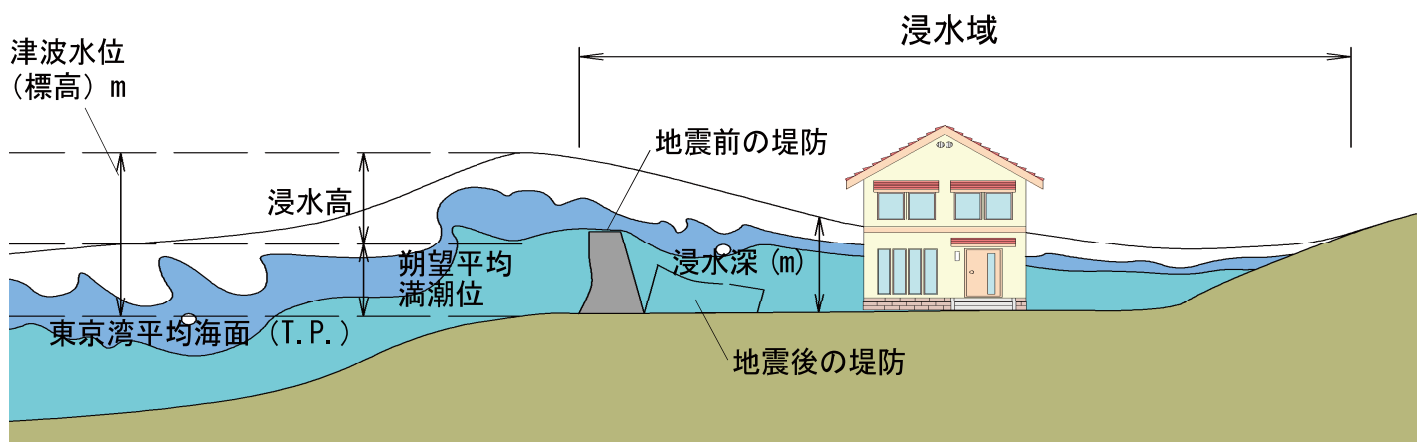 浸水域
津波水位
（標高）m
地震前の堤防
浸水高
朔望平均
満潮位
浸水深(m)
東京湾平均海面（T.P.）
地震後の堤防